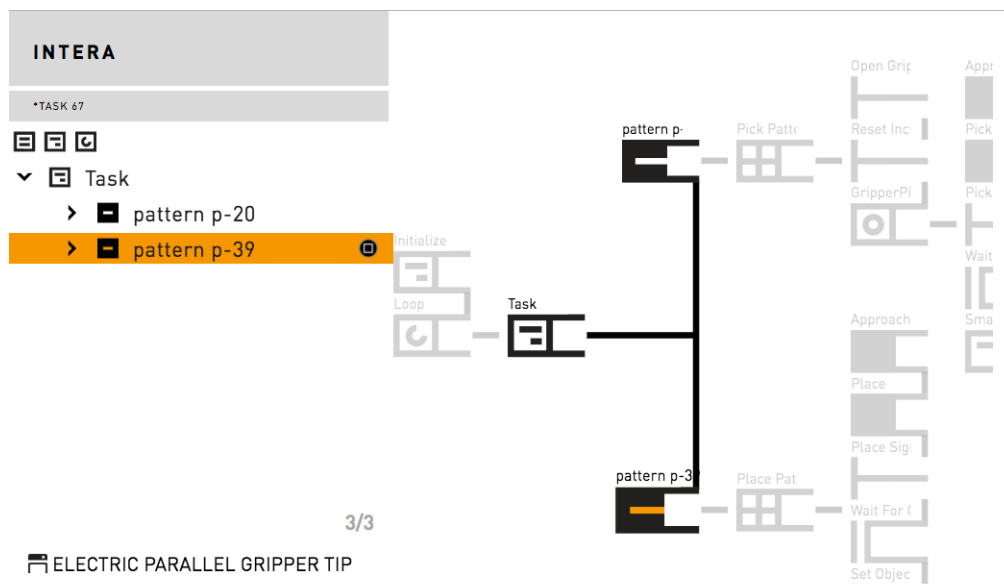 INTERA
*TASK 67
Task
pattern p-20
pattern p-39
3/3
ELECTRIC PARALLEL GRIPPER TIP
Initialize
Loop
Task
pattern p-
Pick Patt
Open Grip
Reset Inc
GripperPi
Appr
Pick
Pick
Wait
Sma
Approach
Place
Place Sig
Wait For
Set Objec
pattern p-39
Place Pat